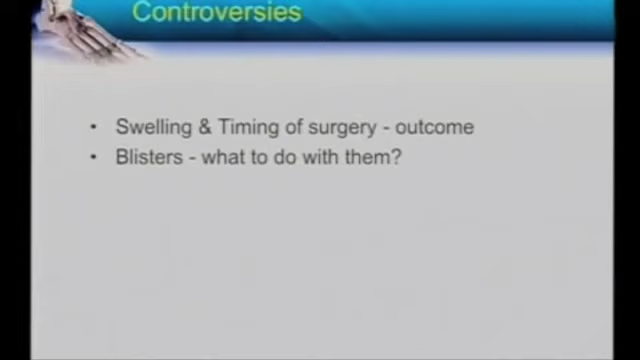 Controversies
• Swelling & Timing of surgery - outcome
• Blisters - what to do with them?